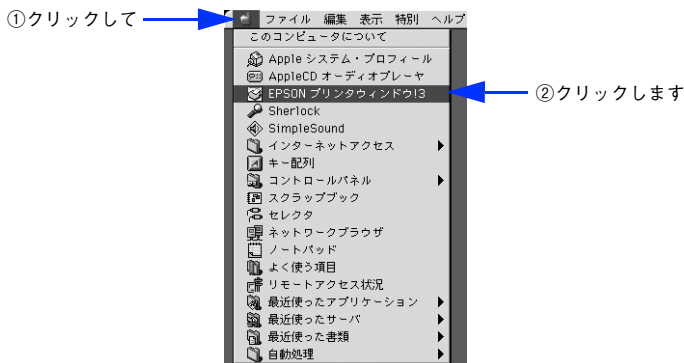 ①クリックして
ファイル 編集 表示 特別 ヘルプ
このコンピュータについて
Apple システム・プロフィール
AppleCD オーディオプレーヤ
EPSON プリンタウィンドウ!3
②クリックします
Sherlock
SimpleSound
インターネットアクセス
キー配列
コントロールパネル
スクラップブック
セレクタ
ネットワークブラウザ
ノートパッド
よく使う項目
リモートアクセス状況
最近使ったアプリケーション
最近使ったサーバ
最近使った書類
自動処理